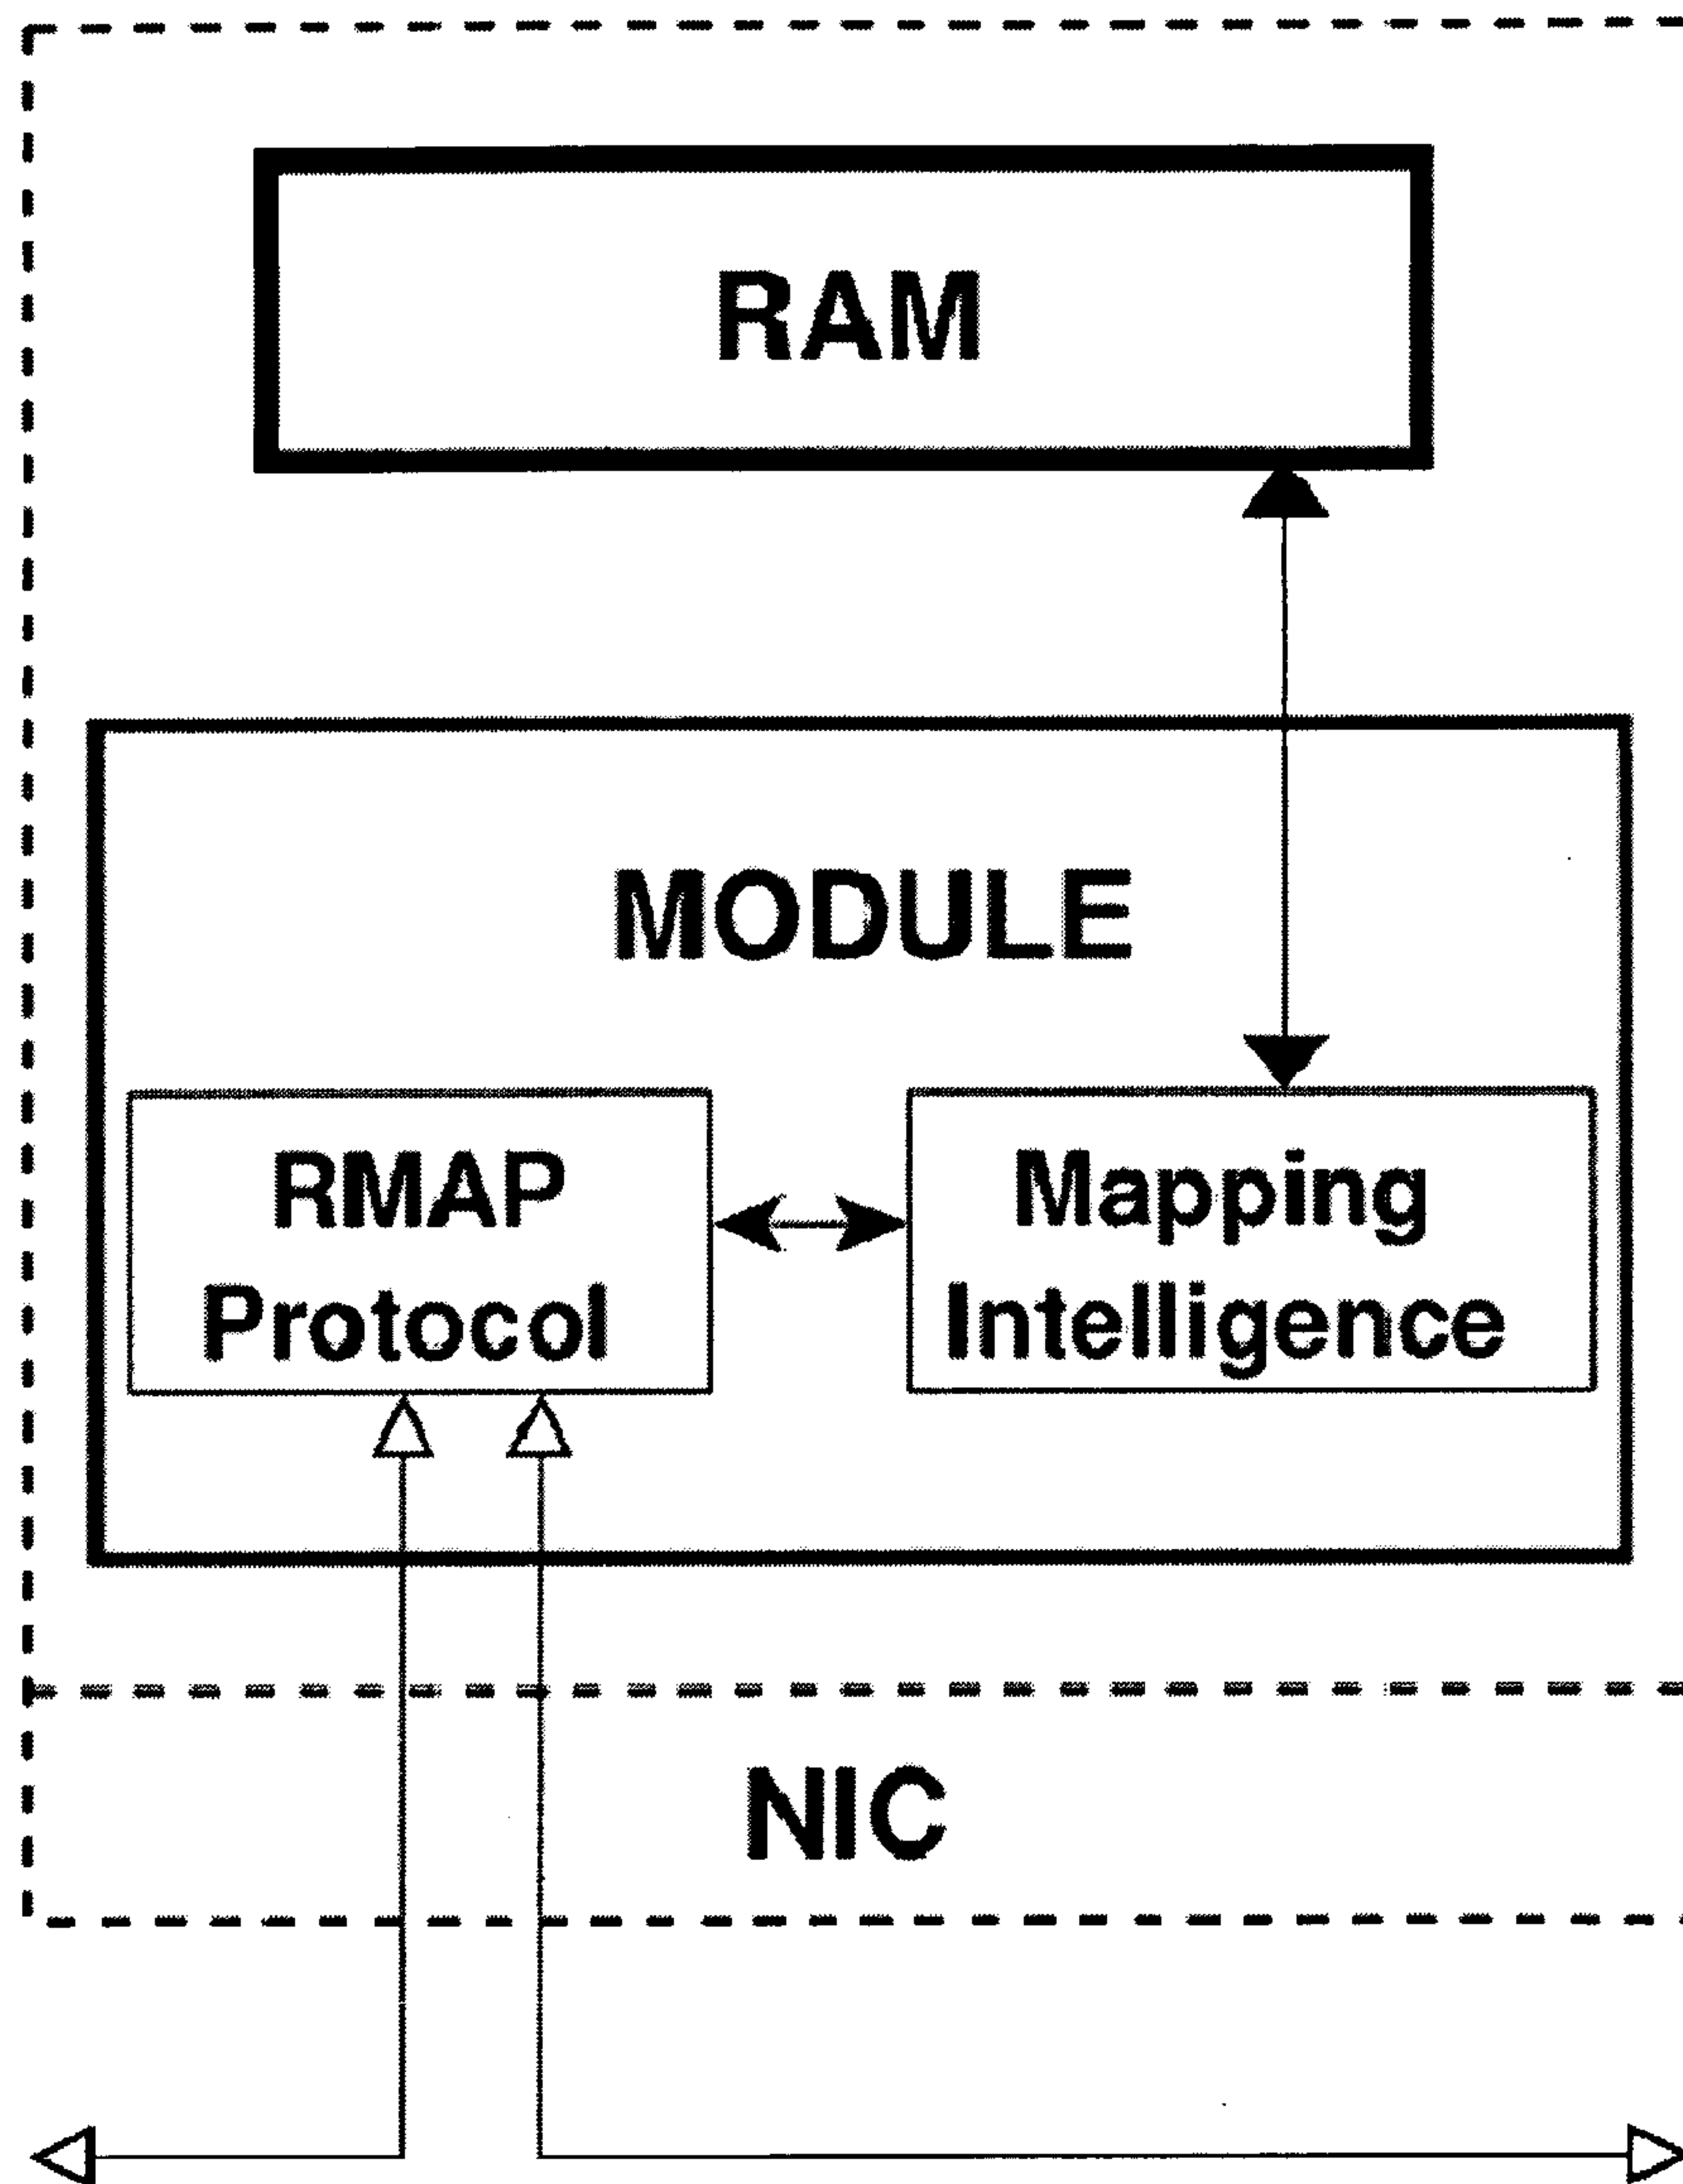 RAM
MODULE
RMAP
Protocol
Mapping
Intelligence
NIC